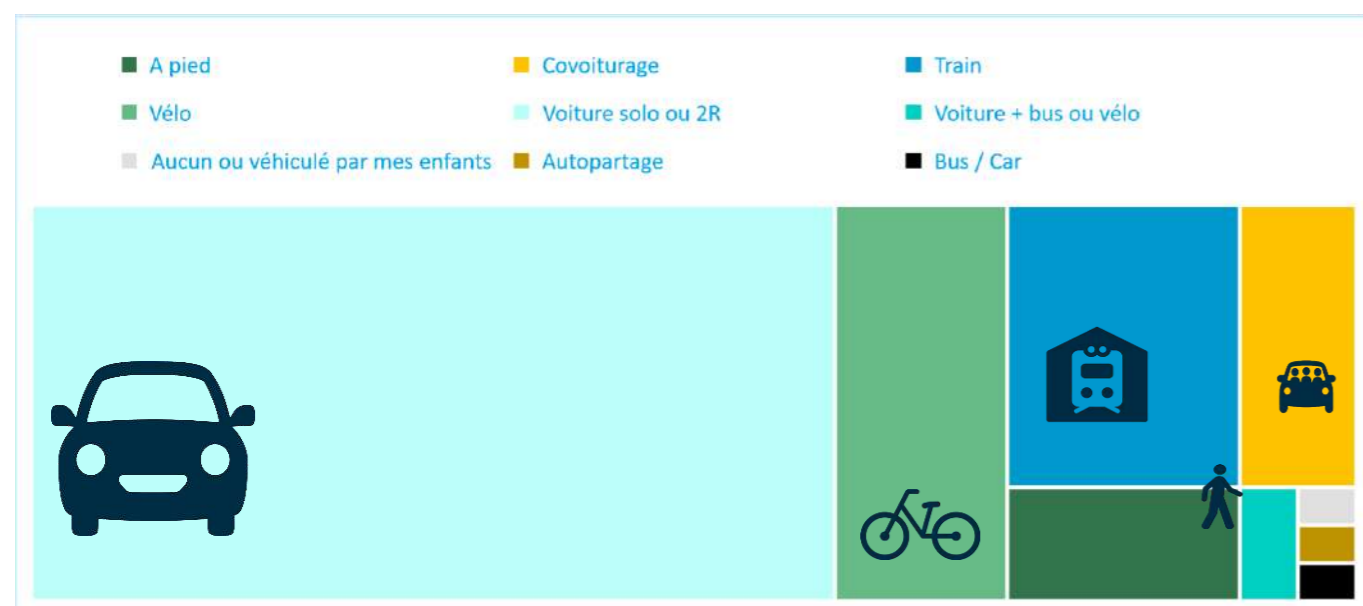 A pied
Covoiturage
Train
Vélo
Voiture solo ou 2R
Voiture + bus ou vélo
Aucun ou véhiculé par mes enfants
Autopartage
Bus / Car